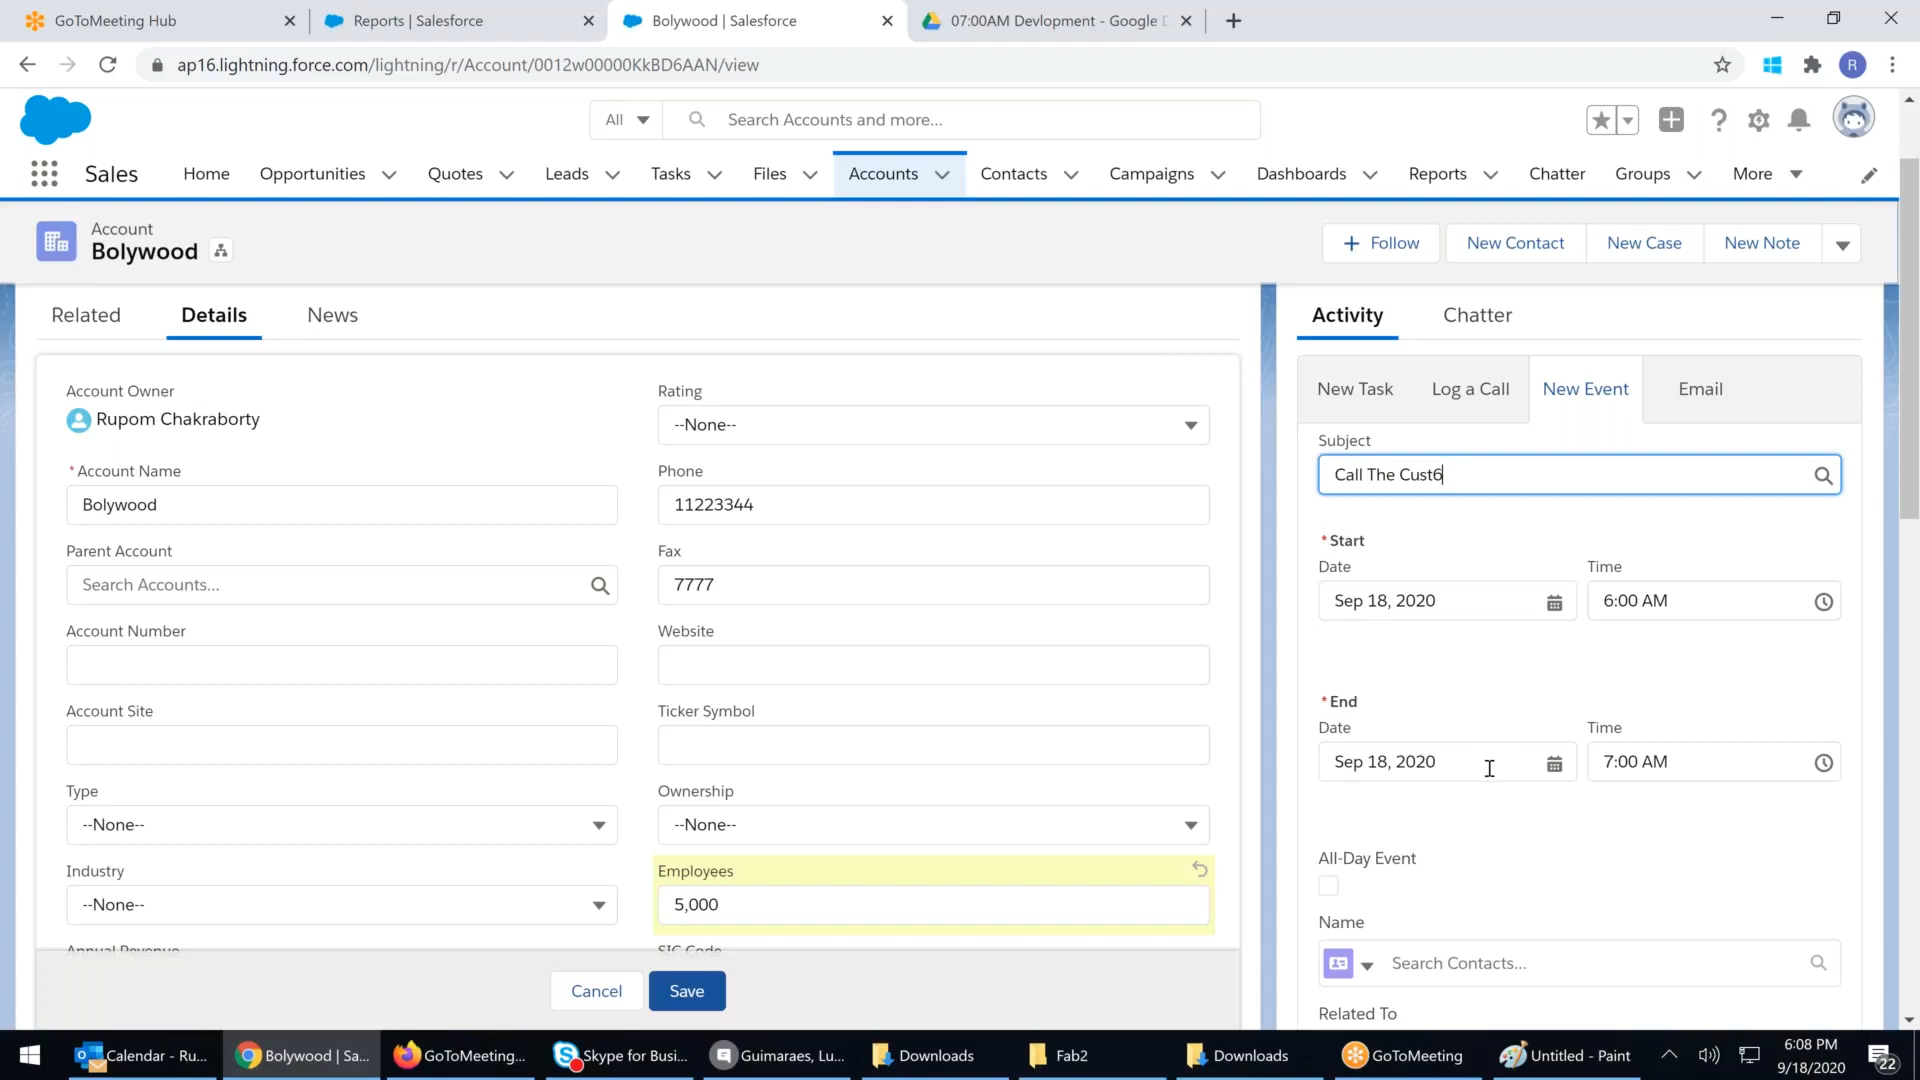 GoToMeeting Hub
Reports | Salesforce
Bolywood | Salesforce
07:00AM Devlopment - Google D
ap16.lightning.force.com/lightning/r/Account/0012w00000KkBD6AAN/view
R
All
Search Accounts and more...
Sales
Home
Opportunities
Quotes
Leads
Tasks
Files
Accounts
Contacts
Campaigns
Dashboards
Reports
Chatter
Groups
More
Account
Bolywood
Follow
New Contact
New Case
New Note
Related
Details
News
Activity
Chatter
Account Owner
Rupom Chakraborty
Rating
--None--
*Account Name
Bolywood
Phone
11223344
Parent Account
Search Accounts...
Fax
7777
Account Number
Website
Account Site
Ticker Symbol
Type
--None--
Ownership
--None--
Industry
--None--
Employees
5,000
Annual Revenue
SIC Code
Cancel
Save
New Task
Log a Call
New Event
Email
Subject
Call The Cust6
*Start
Date
Time
Sep 18, 2020
6:00 AM
*End
Date
Time
Sep 18, 2020
7:00 AM
All-Day Event
Name
Search Contacts...
Related To
Calendar - Ru...
Bolywood | Sa...
GoToMeeting...
Skype for Busi...
Guimaraes, Lu...
Downloads
Fab2
Downloads
GoToMeeting
Untitled - Paint
6:08 PM
9/18/2020
22